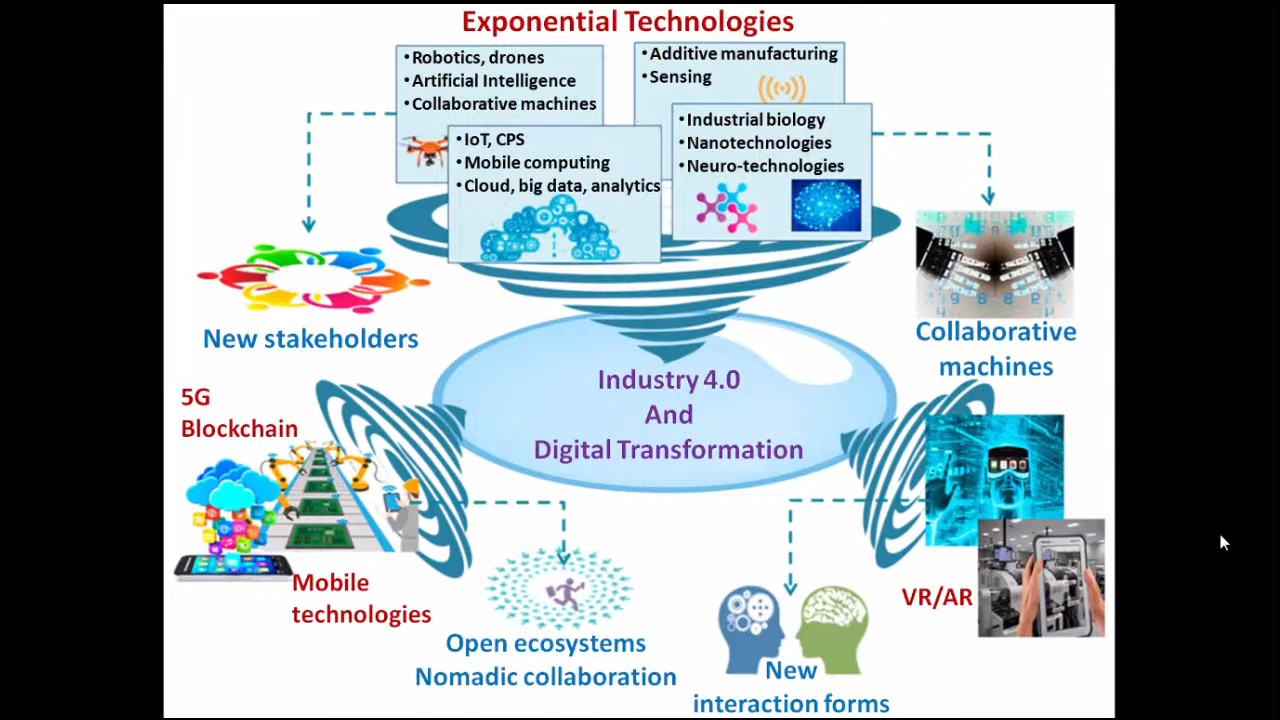 Exponential Technologies
•Robotics, drones
•Artificial Intelligence
•Collaborative machines
•IoT, CPS
•Mobile computing
•Cloud, big data, analytics
•Additive manufacturing
•Sensing
•Industrial biology
•Nanotechnologies
•Neuro-technologies
New stakeholders
Collaborative
machines
Industry 4.0
And
Digital Transformation
5G
Blockchain
Mobile
technologies
VR/AR
Open ecosystems
Nomadic collaboration
New
interaction forms